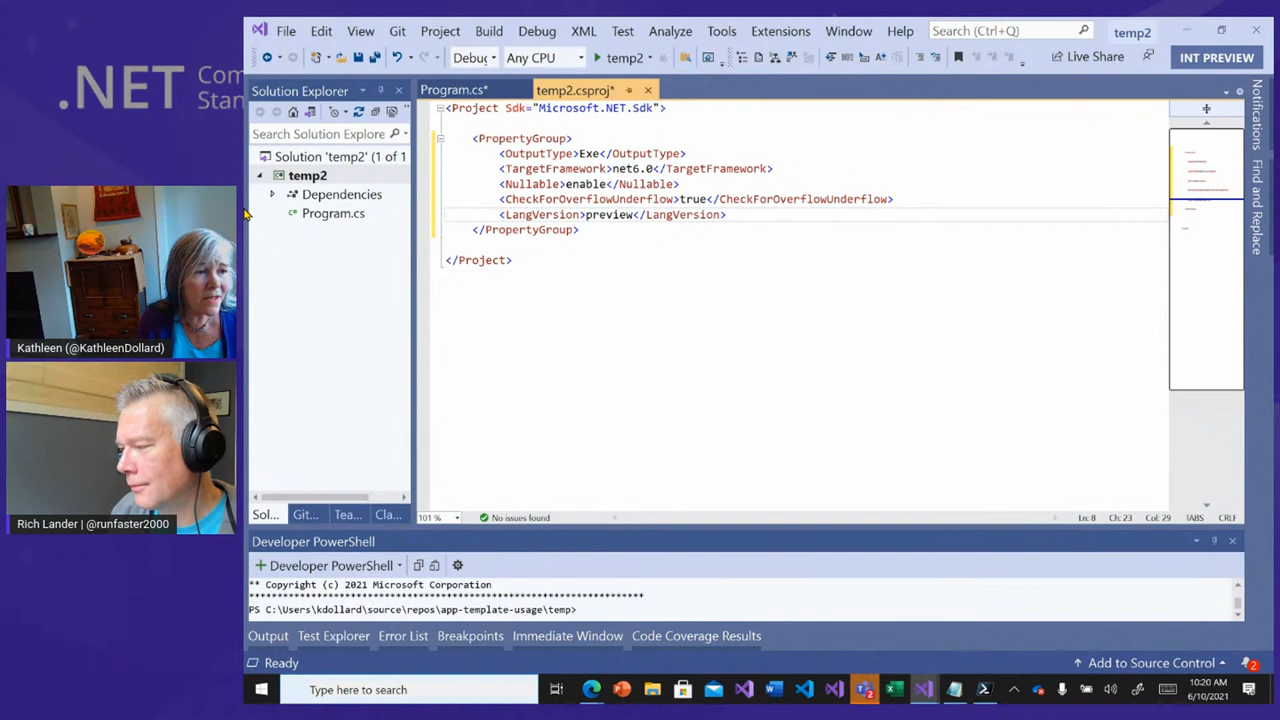 .NET
Com
Stan
Kathleen (@KathleenDollard)
Rich Lander | @runfaster2000
File Edit View Git Project Build Debug XML Test Analyze Tools Extensions Window Help Search (Ctrl+Q) temp2
Debug Any CPU temp2 Live Share INT PREVIEW
Solution Explorer
Search Solution Explore
Solution 'temp2' (1 of 1
temp2
Dependencies
Program.cs
Sol... Git... Tea... Cla...
Program.cs* temp2.csproj*
<Project Sdk="Microsoft.NET.Sdk">
<PropertyGroup>
<OutputType>Exe</OutputType>
<TargetFramework>net6.0</TargetFramework>
<Nullable>enable</Nullable>
<CheckForOverflowUnderflow>true</CheckForOverflowUnderflow>
<LangVersion>preview</LangVersion>
</PropertyGroup>
</Project>
101 % No issues found Ln: 8 Ch: 23 Col: 29 TABS CRLF
Notifications
Find and Replace
Developer PowerShell
Developer PowerShell
** Copyright (c) 2021 Microsoft Corporation
**********************************************************************
PS C:\Users\kdollard\source\repos\app-template-usage\temp>
Output Test Explorer Error List Breakpoints Immediate Window Code Coverage Results
Ready Add to Source Control 2
Type here to search
10:20 AM
6/10/2021